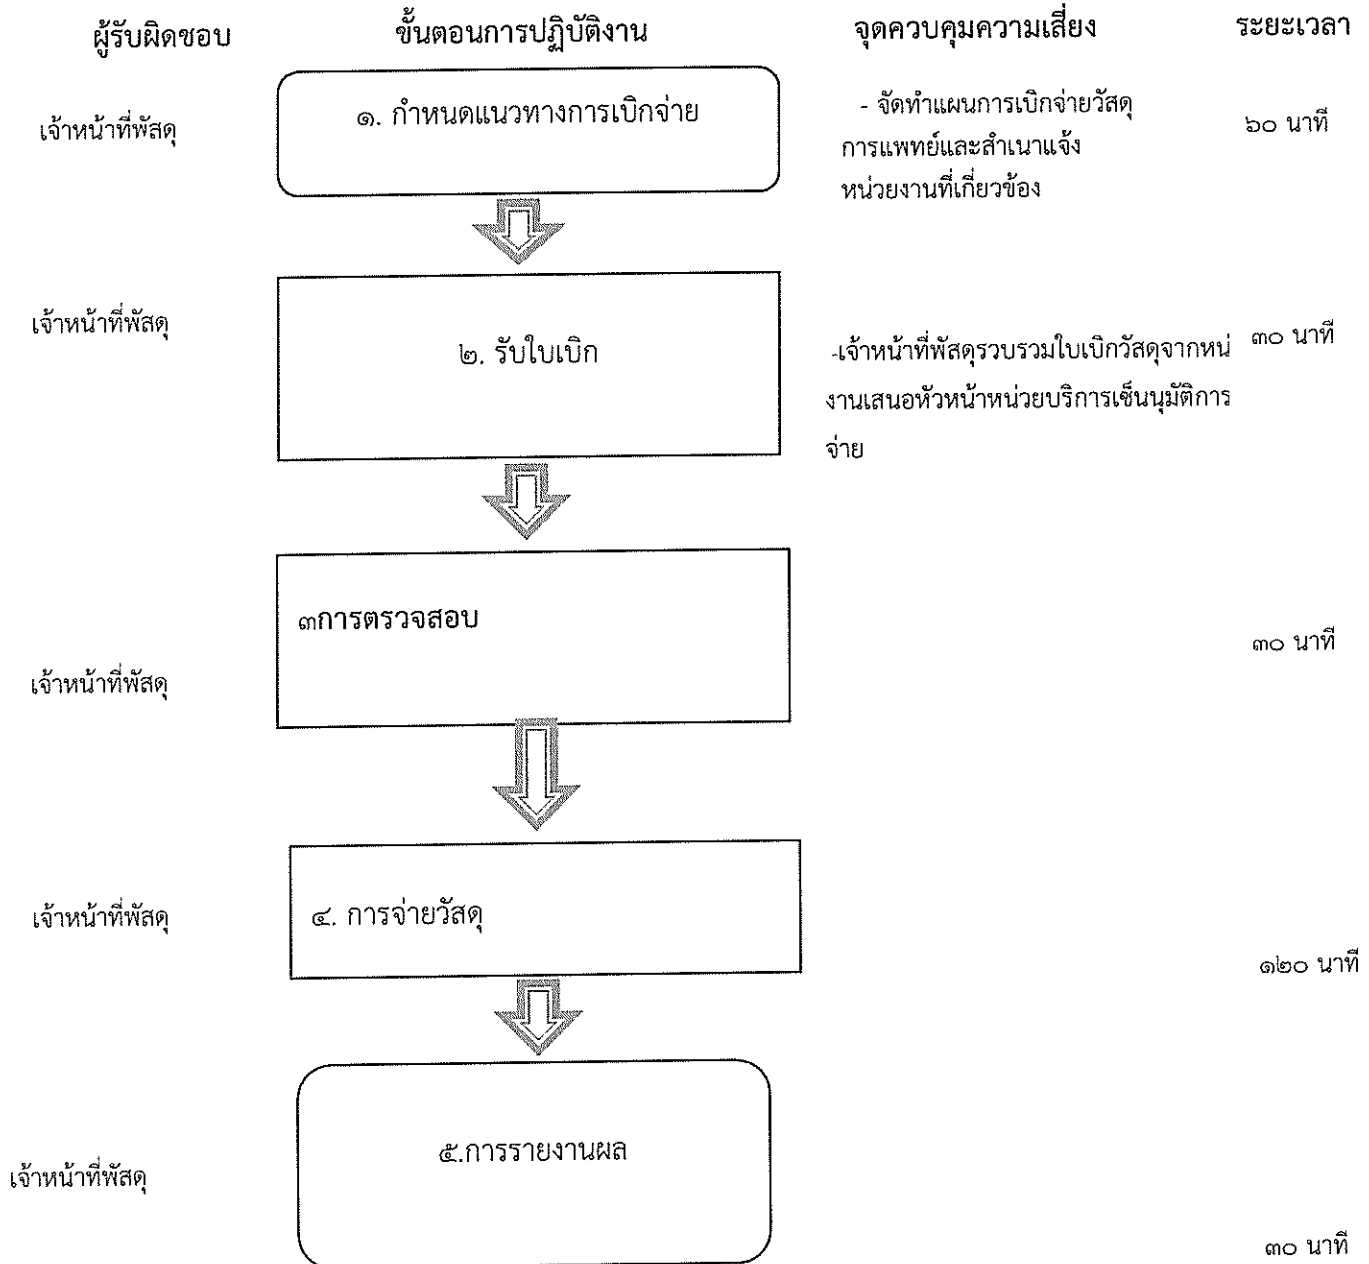 ผู้รับผิดชอบ ขั้นตอนการปฏิบัติงาน จุดควบคุมความเสี่ยง ระยะเวลา
เจ้าหน้าที่พัสดุ
๑. กำหนดแนวทางการเบิกจ่าย
- จัดทำแผนการเบิกจ่ายวัสดุ
การแพทย์และสำเนาแจ้ง
หน่วยงานที่เกี่ยวข้อง
๖๐ นาที
เจ้าหน้าที่พัสดุ
๒. รับใบเบิก
-เจ้าหน้าที่พัสดุรวบรวมใบเบิกวัสดุจากหน่
งานเสนอหัวหน้าหน่วยบริการเซ็นนุมัติการ
จ่าย
๓๐ นาที
เจ้าหน้าที่พัสดุ
๓การตรวจสอบ
๓๐ นาที
เจ้าหน้าที่พัสดุ
๔. การจ่ายวัสดุ
๑๒๐ นาที
เจ้าหน้าที่พัสดุ
๕.การรายงานผล
๓๐ นาที